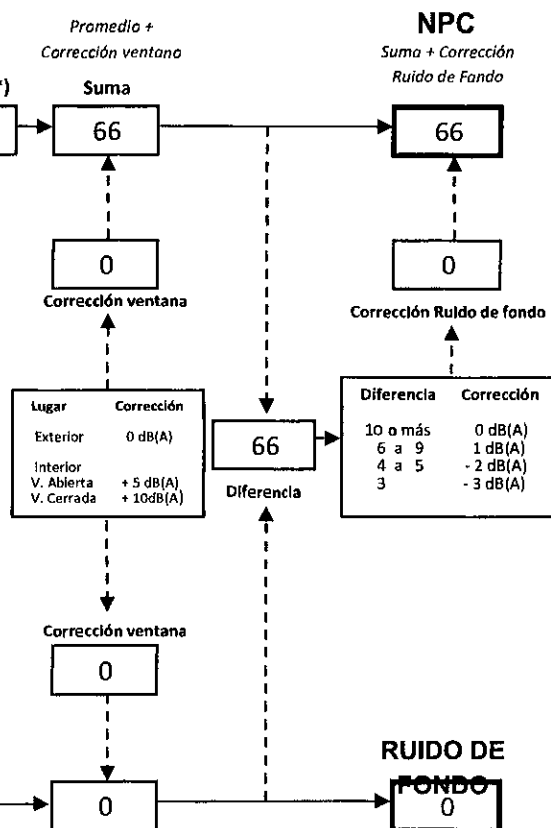 Promedio +
Corrección ventano
Suma
66
NPC
Suma + Corrección
Ruido de Fando
66
*)
0
Corrección ventana
0
Corrección Ruido de fondo
Lugar Corrección
Exterior 0 dB(A)
Interior
V. Abierta + 5 dB(A)
V. Cerrada + 10dB(A)
66
Diferencia
Diferencia Corrección
10 o más 0 dB(A)
6 a 9 1 dB(A)
4 a 5 - 2 dB(A)
3 - 3 dB(A)
Corrección ventana
0
0
RUIDO DE
FONDO
0